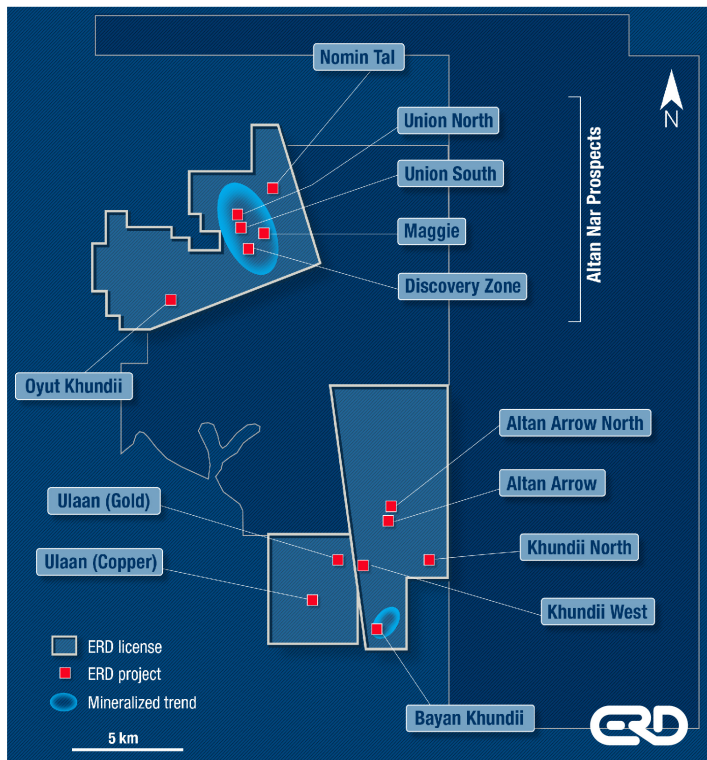 Nomin Tal
N
Union North
Union South
Maggie
Discovery Zone
Altan Nar Prospects
Oyut Khundii
Altan Arrow North
Altan Arrow
Ulaan (Gold)
Khundii North
Ulaan (Copper)
Khundii West
ERD license
ERD project
Mineralized trend
Bayan Khundii
5 km
ERD